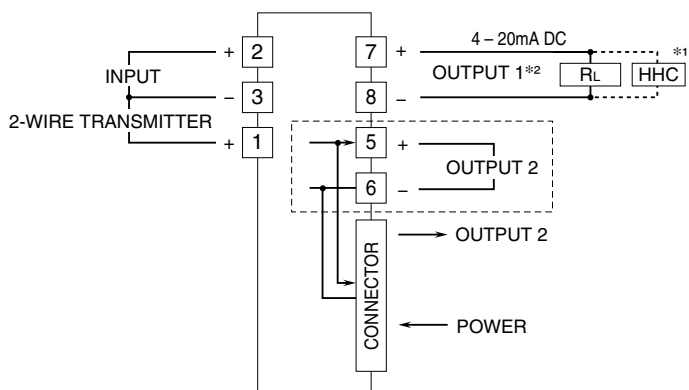 + 2
INPUT
– 3
2-WIRE TRANSMITTER
+ 1
7 +
4 – 20mA DC
OUTPUT 1*2
8 –
RL
HHC
*1
5 +
OUTPUT 2
6 –
CONNECTOR
OUTPUT 2
POWER